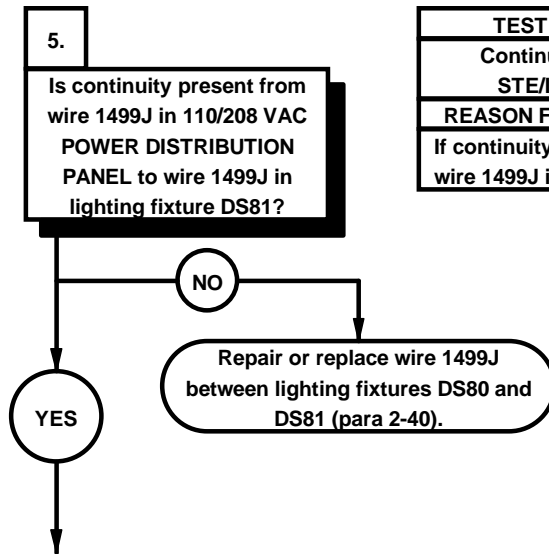 5.
Is continuity present from
wire 1499J in 110/208 VAC
POWER DISTRIBUTION
PANEL to wire 1499J in
lighting fixture DS81?
TEST
Continu
STE/I
REASON F
If continuity
wire 1499J i
NO
Repair or replace wire 1499J
between lighting fixtures DS80 and
DS81 (para 2-40).
YES